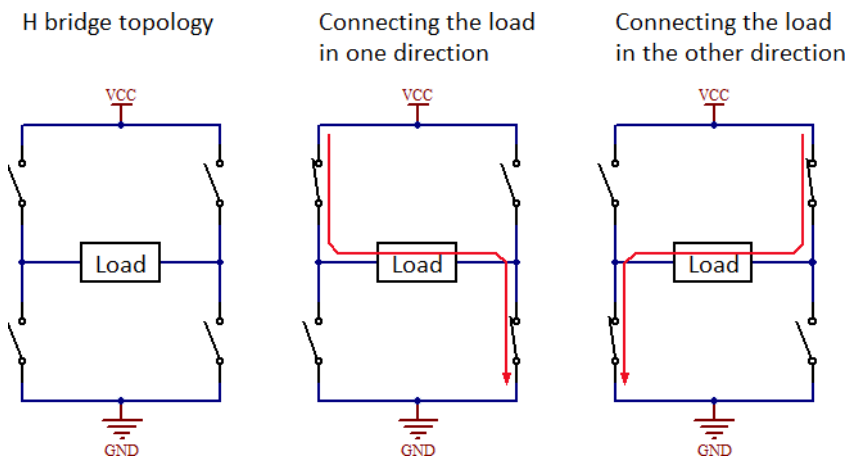 H bridge topology
Connecting the load
in one direction
Connecting the load
in the other direction
VCC
VCC
VCC
Load
Load
Load
GND
GND
GND